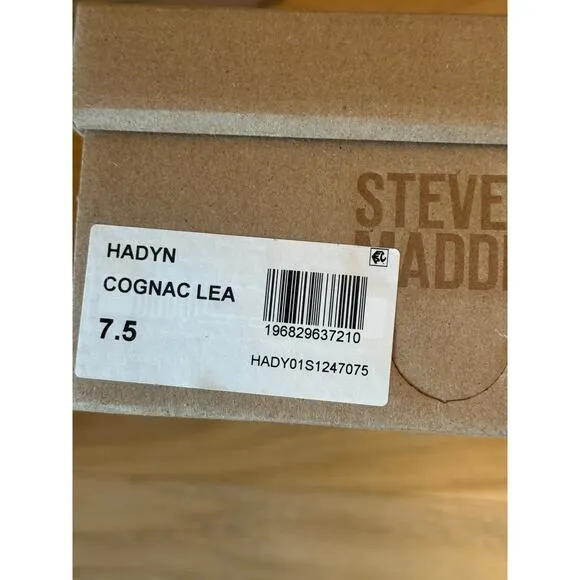 STEVE
MADD
HADYN
COGNAC LEA
7.5
196829637210
HADY01S1247075